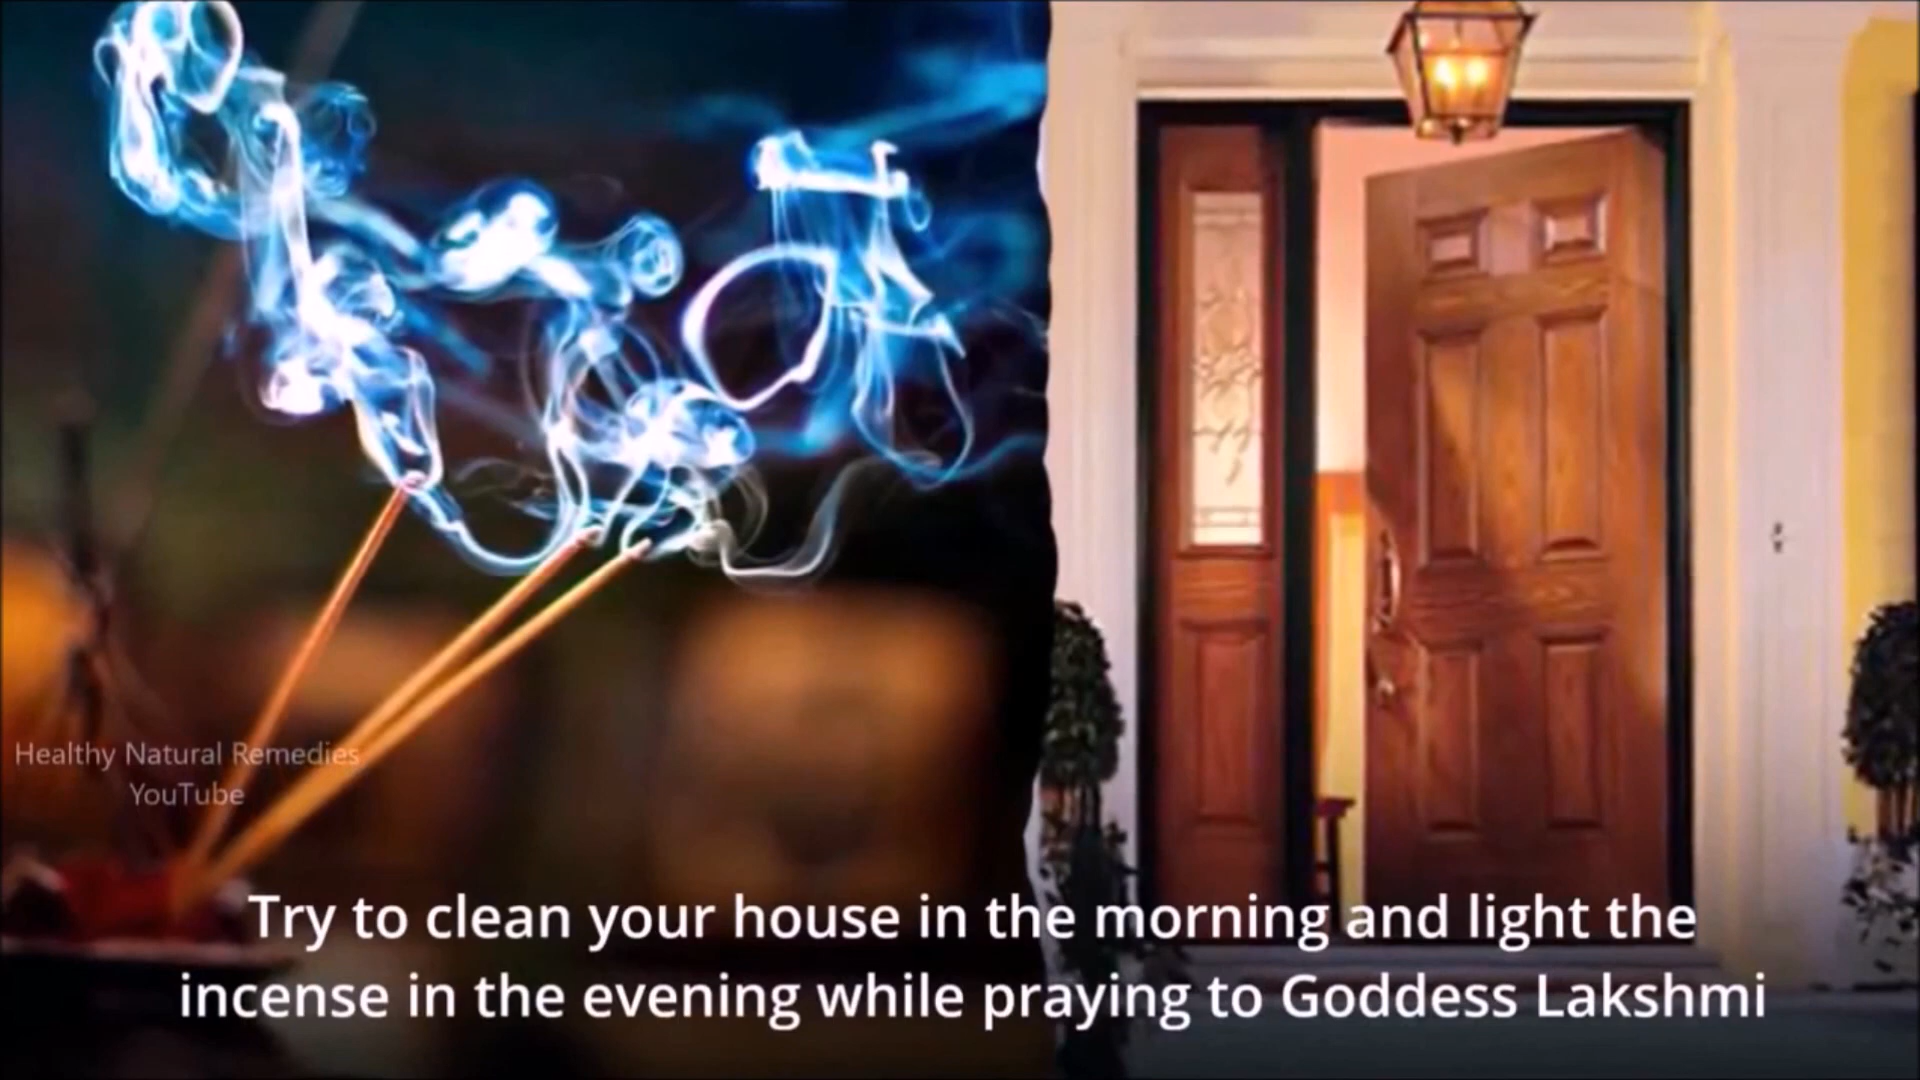 Healthy Natural Remedies
YouTube
Try to clean your house in the morning and light the
incense in the evening while praying to Goddess Lakshmi